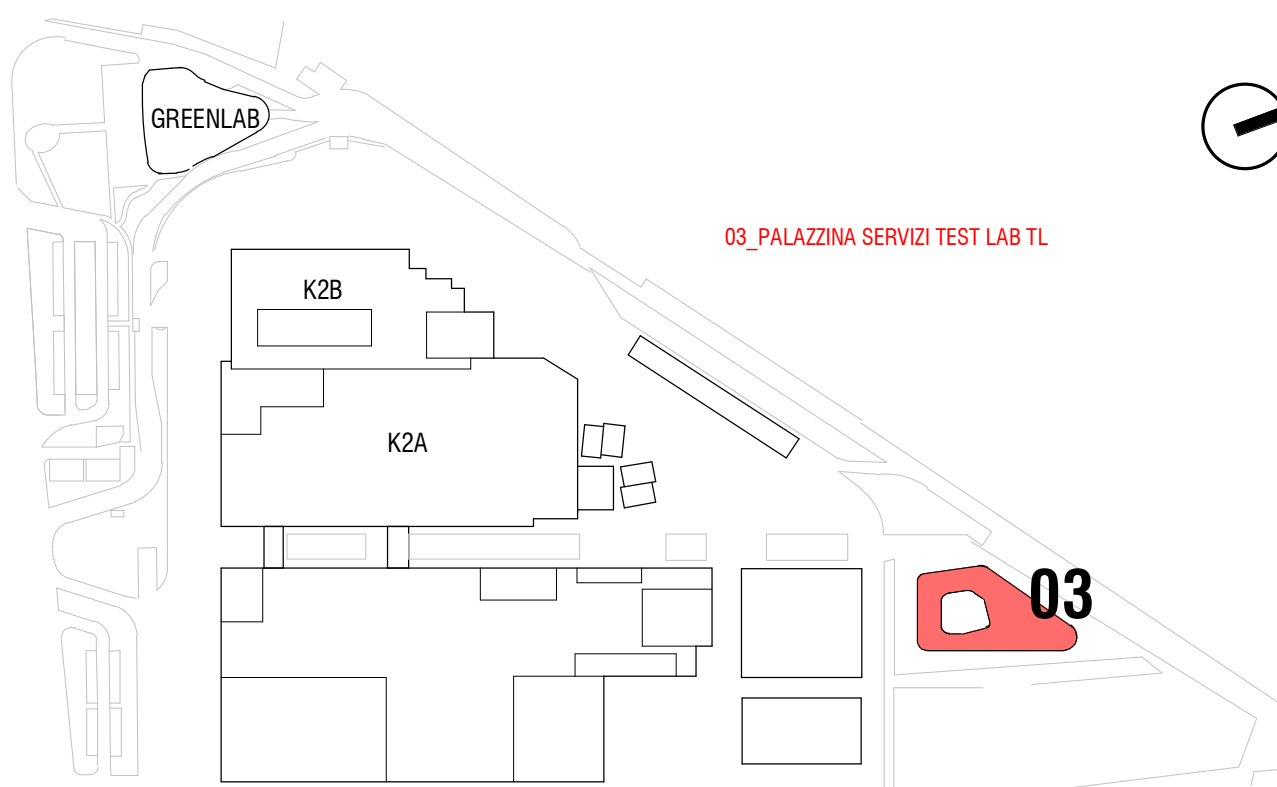 GREENLAB
03_PALAZZINA SERVIZI TEST LAB TL
K2B
K2A
03